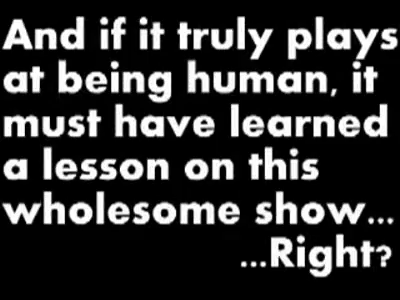 And if it truly plays
at being human, it
must have learned
a lesson on this
wholesome show...
...Right?